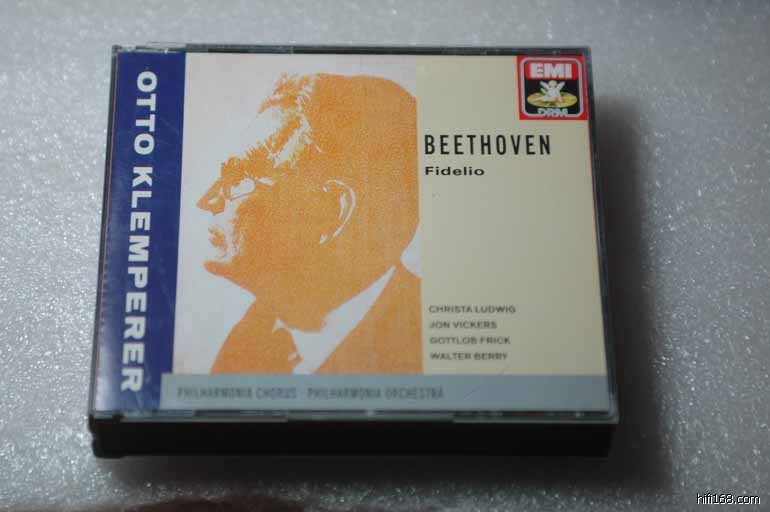 OTTO KLEMPERER
EMI
DRM
BEETHOVEN
Fidelio
CHRISTA LUDWIG
JON VICKERS
GOTTLOB FRICK
WALTER BERRY
PHILHARMONIA CHORUS · PHILHARMONIA ORCHESTRA
hifi168.com